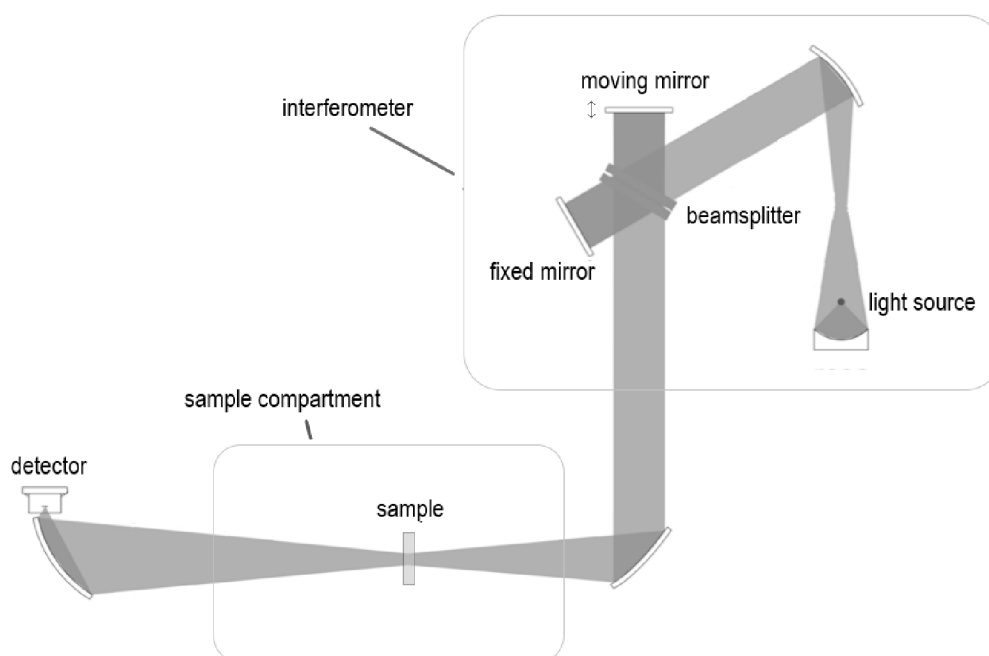 moving mirror
interferometer
beamsplitter
fixed mirror
light source
sample compartment
detector
sample